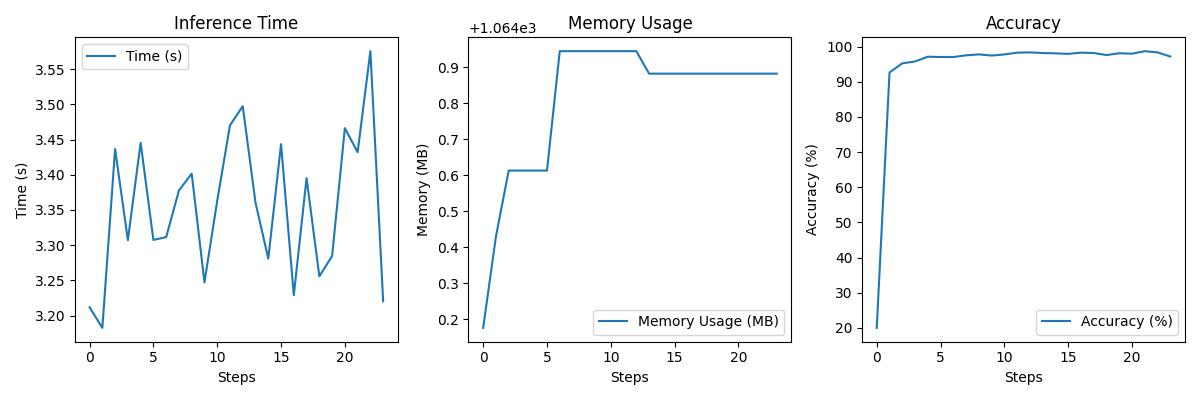 Inference Time
Time (s)
3.55
3.50
3.45
3.40
3.35
3.30
3.25
3.20
Time (s)
0 5 10 15 20
Steps
Memory Usage
+1.064e3
0.9
0.8
0.7
0.6
0.5
0.4
0.3
0.2
Memory (MB)
Memory Usage (MB)
0 5 10 15 20
Steps
Accuracy
100
90
80
70
60
50
40
30
20
Accuracy (%)
Accuracy (%)
0 5 10 15 20
Steps